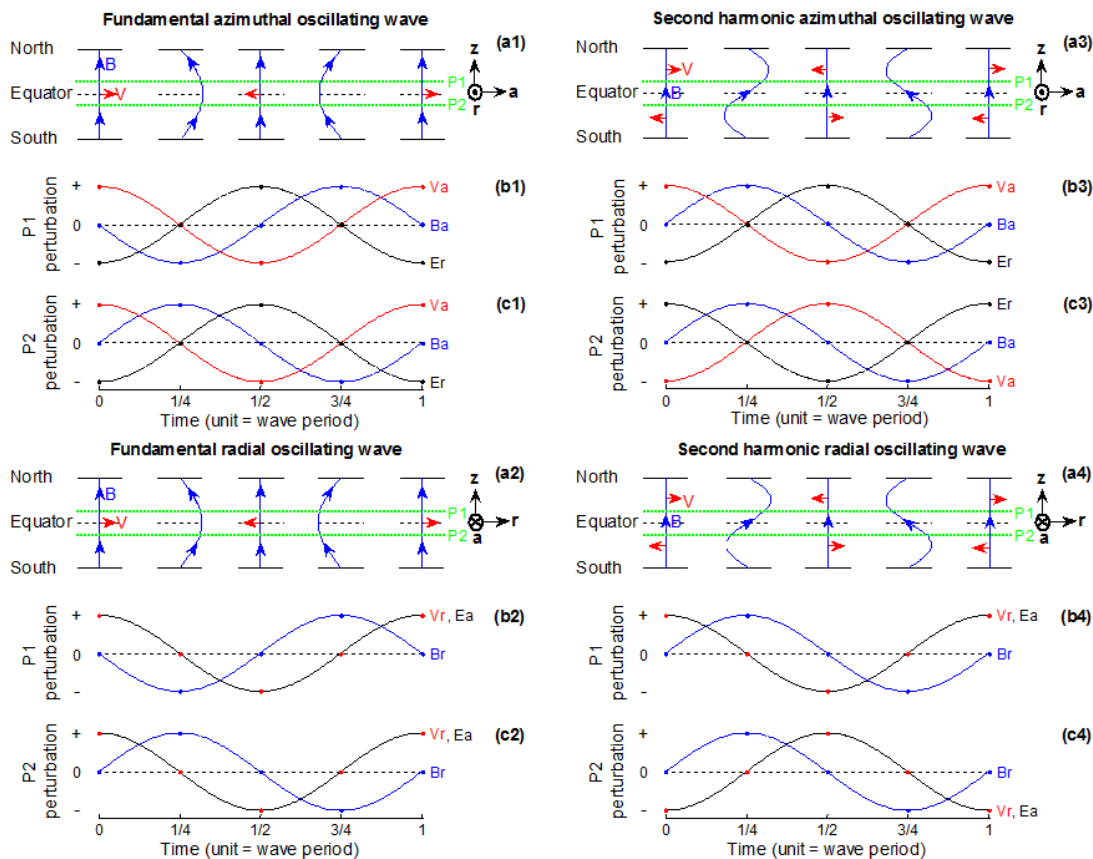 Fundamental azimuthal oscillating wave
North
(a1)
B
z
P1
Equator
V
a
P2
r
South
P1
perturbation
+
0
-
(b1)
Va
Ba
Er
P2
perturbation
+
0
-
(c1)
Va
Ba
Er
0 1/4 1/2 3/4 1
Time (unit = wave period)
Second harmonic azimuthal oscillating wave
North
(a3)
V
z
P1
Equator
B
a
P2
r
South
P1
perturbation
+
0
-
(b3)
Va
Ba
Er
P2
perturbation
+
0
-
(c3)
Er
Ba
Va
0 1/4 1/2 3/4 1
Time (unit = wave period)
Fundamental radial oscillating wave
North
(a2)
B
z
P1
Equator
V
r
P2
a
South
P1
perturbation
+
0
-
(b2)
Vr, Ea
Br
P2
perturbation
+
0
-
(c2)
Vr, Ea
Br
0 1/4 1/2 3/4 1
Time (unit = wave period)
Second harmonic radial oscillating wave
North
(a4)
V
z
P1
Equator
B
r
P2
a
South
P1
perturbation
+
0
-
(b4)
Vr, Ea
Br
P2
perturbation
+
0
-
(c4)
Br
Vr, Ea
0 1/4 1/2 3/4 1
Time (unit = wave period)